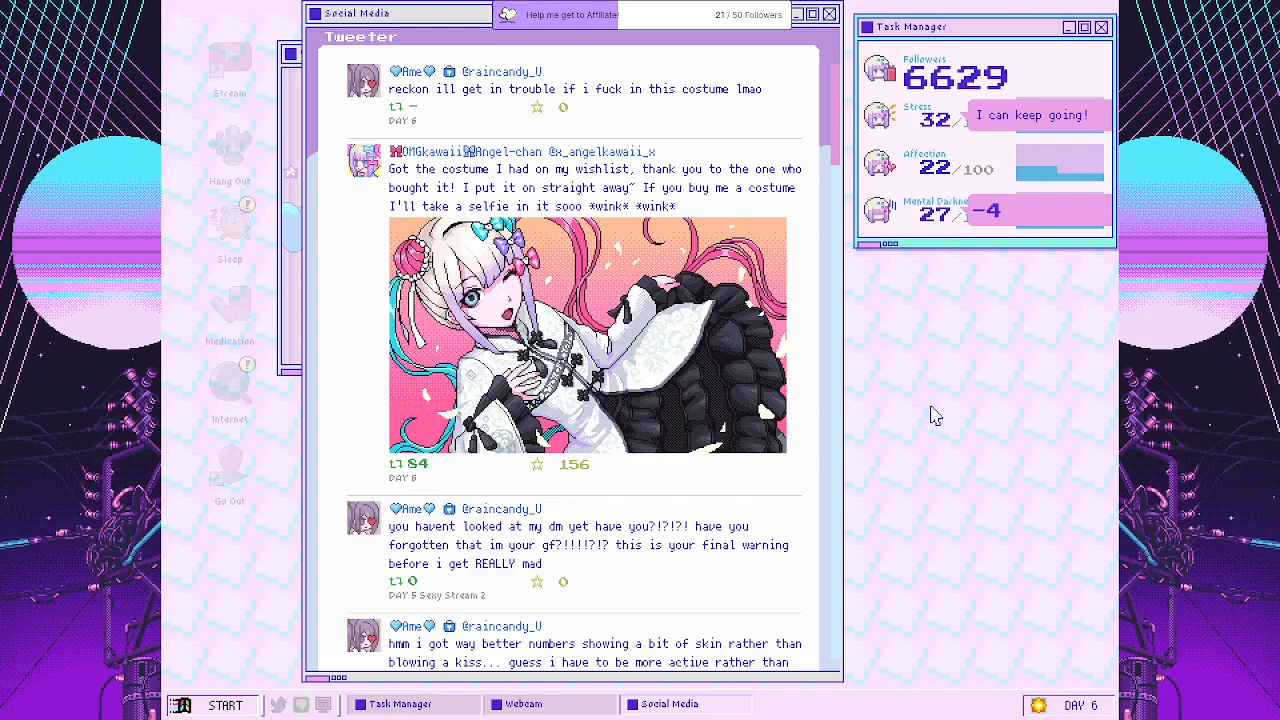 Social Media
Help me get to Affiliate!
21 / 50 Followers
Tweeter
Ame @raincandy_U
reckon ill get in trouble if i fuck in this costume lmao
0
DAY 6
OMGkawaiiAngel-chan @x_angelkawaii_x
Got the costume I had on my wishlist, thank you to the one who
bought it! I put it on straight away~ If you buy me a costume
I'll take a selfie in it sooo *wink* *wink*
84
156
DAY 6
Ame @raincandy_U
you havent looked at my dm yet have you?!?!?! have you
forgotten that im your gf?!!!!?!? this is your final warning
before i get REALLY mad
0
0
DAY 5 Sexy Stream 2
Ame @raincandy_U
hmm i got way better numbers showing a bit of skin rather than
blowing a kiss... guess i have to be more active rather than
Task Manager
Followers
6629
Stress
32/
I can keep going!
Affection
22/100
Mental Darkne
27/
-4
Stream
Hang Out
Sleep
Medication
Internet
Go Out
START
Task Manager
Webcam
Social Media
DAY 6